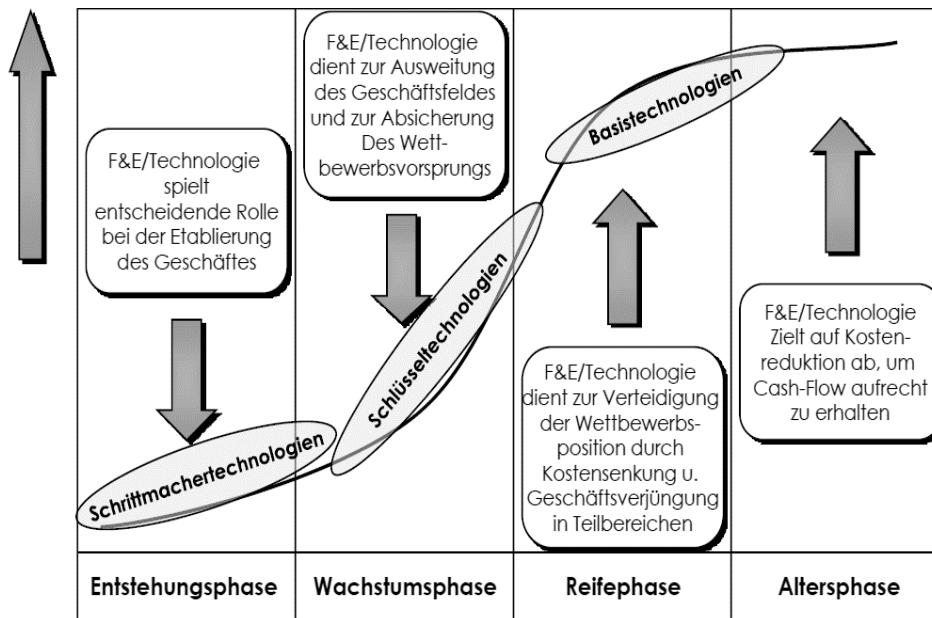 F&E/Technologie
spielt
entscheidende Rolle
bei der Etablierung
des Geschäftes
F&E/Technologie
dient zur Ausweitung
des Geschäftsfeldes
und zur Absicherung
Des Wett-
bewerbsvorsprungs
F&E/Technologie
dient zur Verteidigung
der Wettbewerbs-
position durch
Kostensenkung u.
Geschäftsverjüngung
in Teilbereichen
F&E/Technologie
Zielt auf Kosten-
reduktion ab, um
Cash-Flow aufrecht
zu erhalten
Schrittmachertechnologien
Schlüsseltechnologien
Basistechnologien
Entstehungsphase
Wachstumsphase
Reifephase
Altersphase